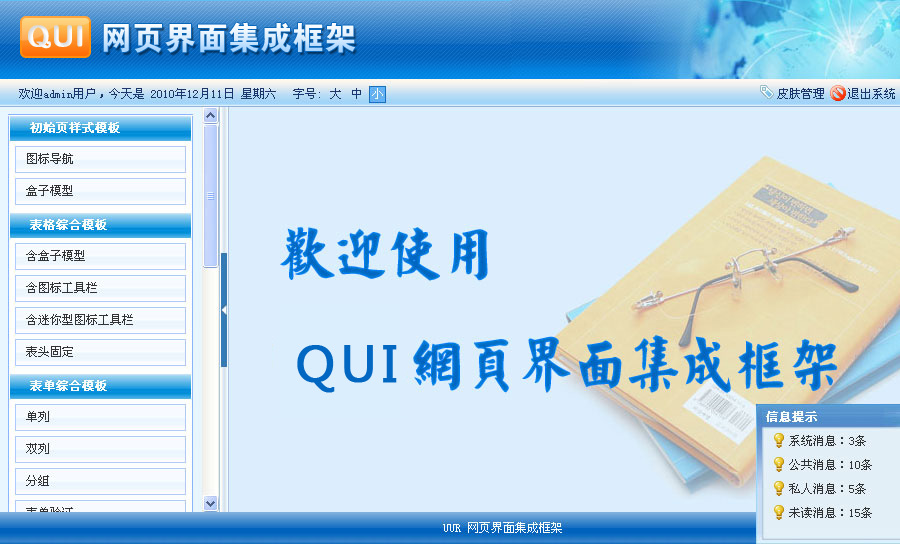 QUI 网页界面集成框架
欢迎admin用户，今天是 2010年12月11日 星期六 字号: 大 中 小 皮肤管理 退出系统
初始页样式模板
图标导航
盒子模型
表格综合模板
含盒子模型
含图标工具栏
含迷你型图标工具栏
表头固定
表单综合模板
单列
双列
分组
表单验证
歡迎使用
QUI 網頁界面集成框架
信息提示
系统消息：3条
公共消息：10条
私人消息：5条
未读消息：15条
UUR 网页界面集成框架